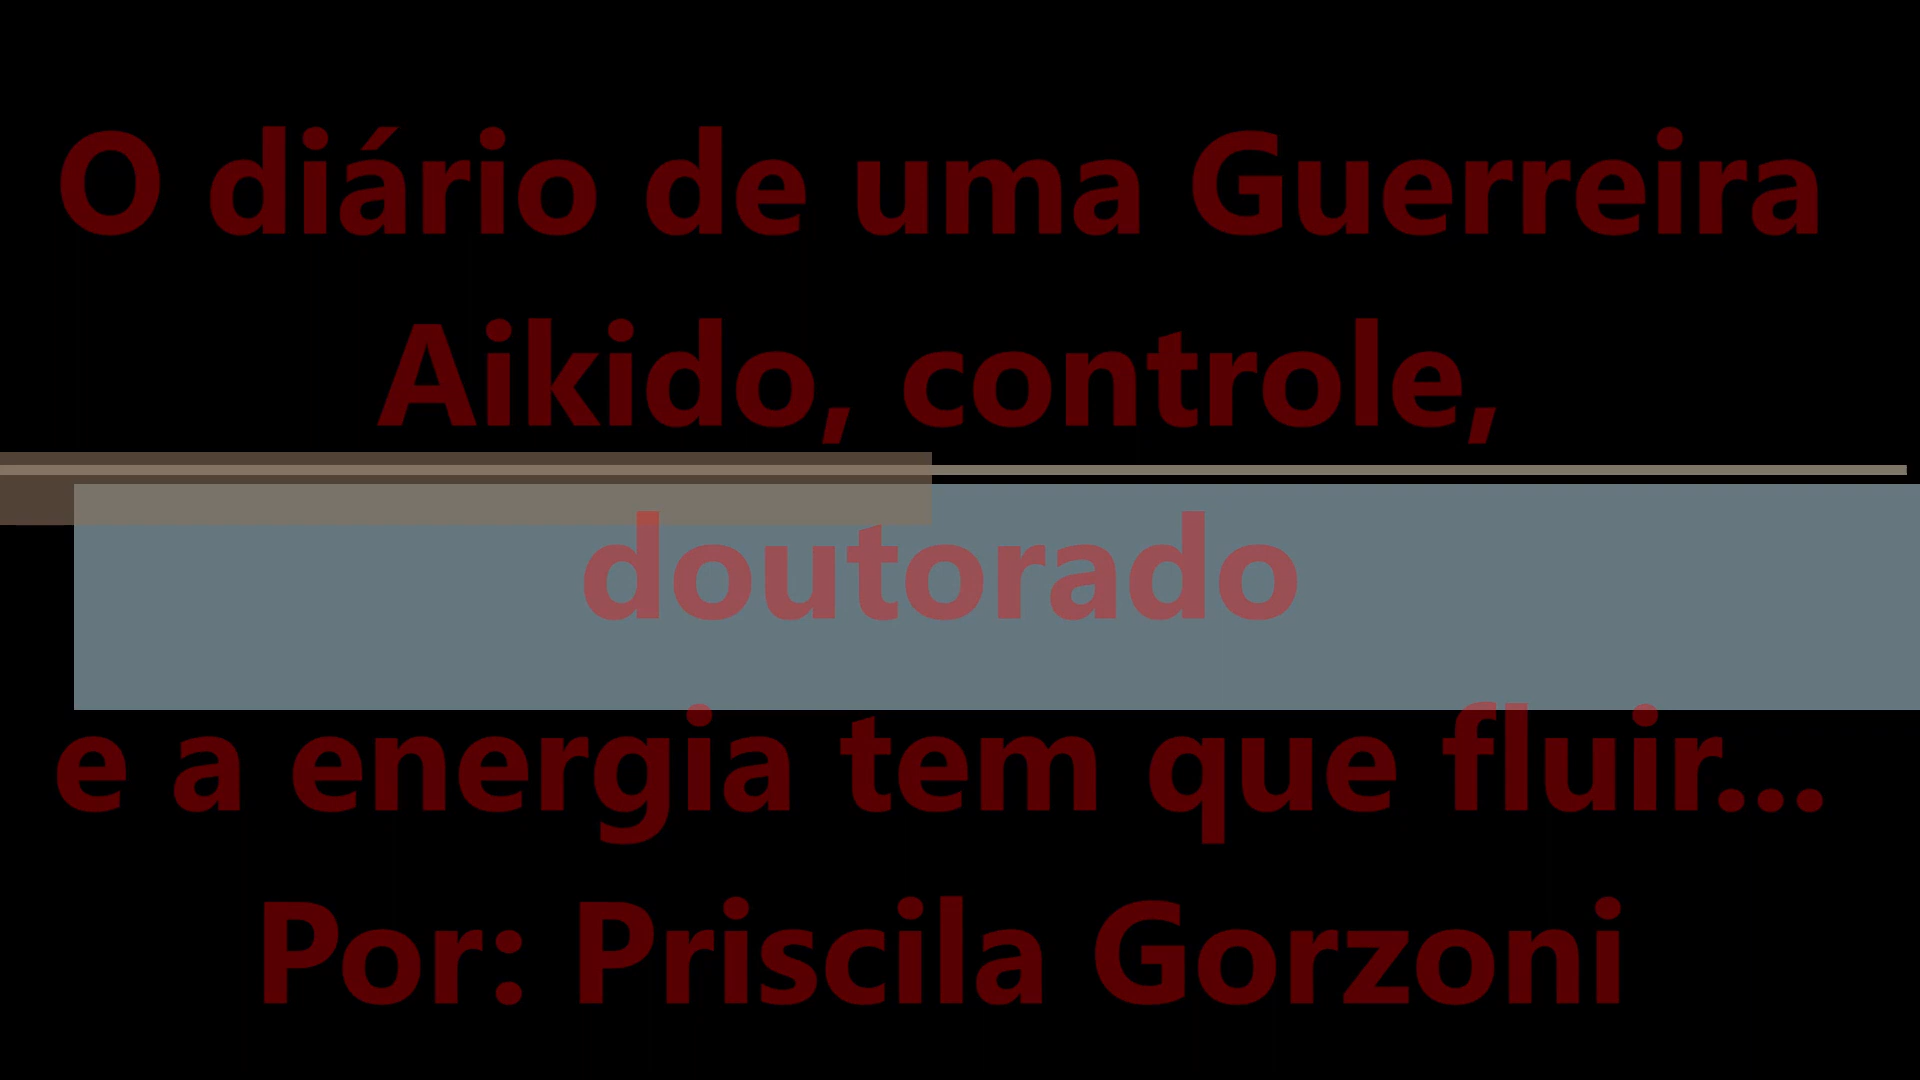 O diário de uma Guerreira
Aikido, controle,
doutorado
e a energia tem que fluir...
Por: Priscila Gorzoni